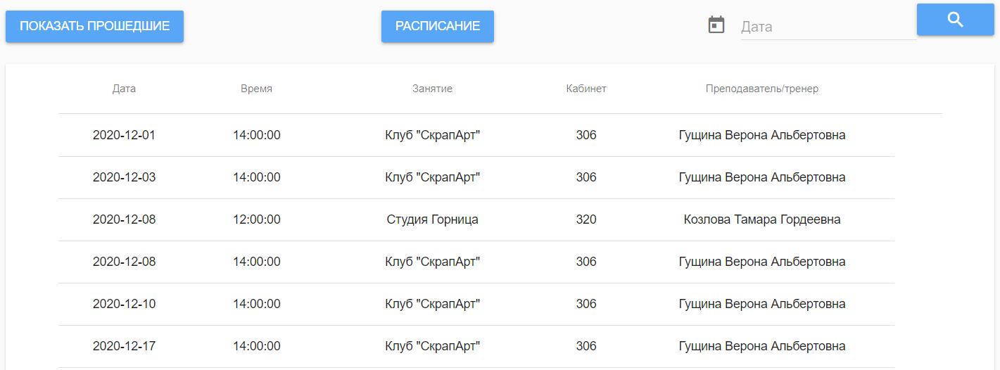 ПОКАЗАТЬ ПРОШЕДШИЕ РАСПИСАНИЕ Дата
Дата Время Занятие Кабинет Преподаватель/тренер
2020-12-01 14:00:00 Клуб "СкрапАрт" 306 Гущина Верона Альбертовна
2020-12-03 14:00:00 Клуб "СкрапАрт" 306 Гущина Верона Альбертовна
2020-12-08 12:00:00 Студия Горница 320 Козлова Тамара Гордеевна
2020-12-08 14:00:00 Клуб "СкрапАрт" 306 Гущина Верона Альбертовна
2020-12-10 14:00:00 Клуб "СкрапАрт" 306 Гущина Верона Альбертовна
2020-12-17 14:00:00 Клуб "СкрапАрт" 306 Гущина Верона Альбертовна